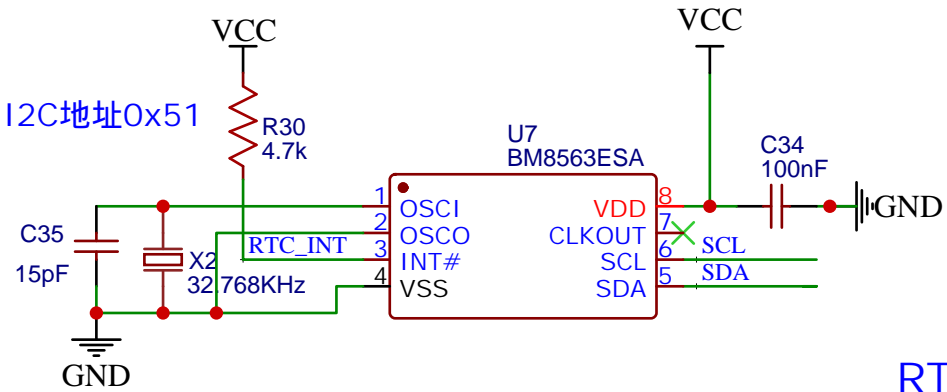 VCC
VCC
I2C地址0x51
R30
4.7k
U7
BM8563ESA
C34
100nF
1
OSCI
VDD
8
GND
C35
15pF
2
OSCO
RTC_INT
CLKOUT
7
X2
32.768KHz
3
INT#
SCL
6
SCL
4
VSS
SDA
5
SDA
GND
RT